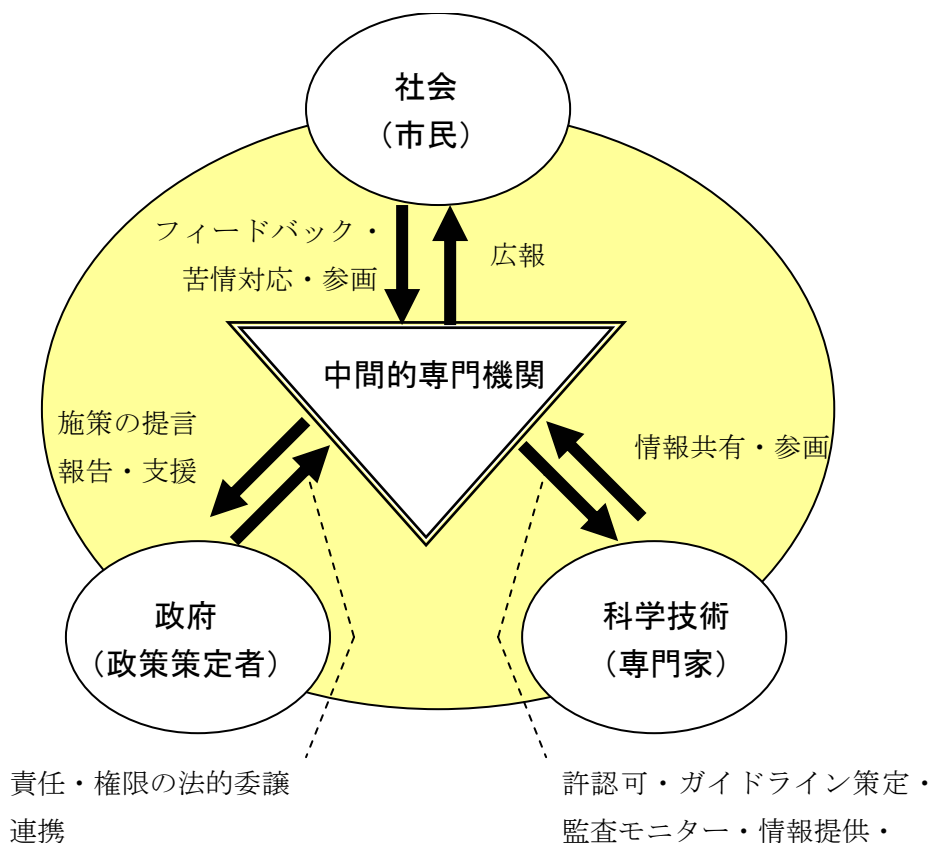 社会
（市民）
フィードバック・
苦情対応・参画
広報
中間的専門機関
施策の提言
報告・支援
情報共有・参画
政府
（政策策定者）
科学技術
（専門家）
責任・権限の法的委譲
連携
許認可・ガイドライン策定・
監査モニター・情報提供・